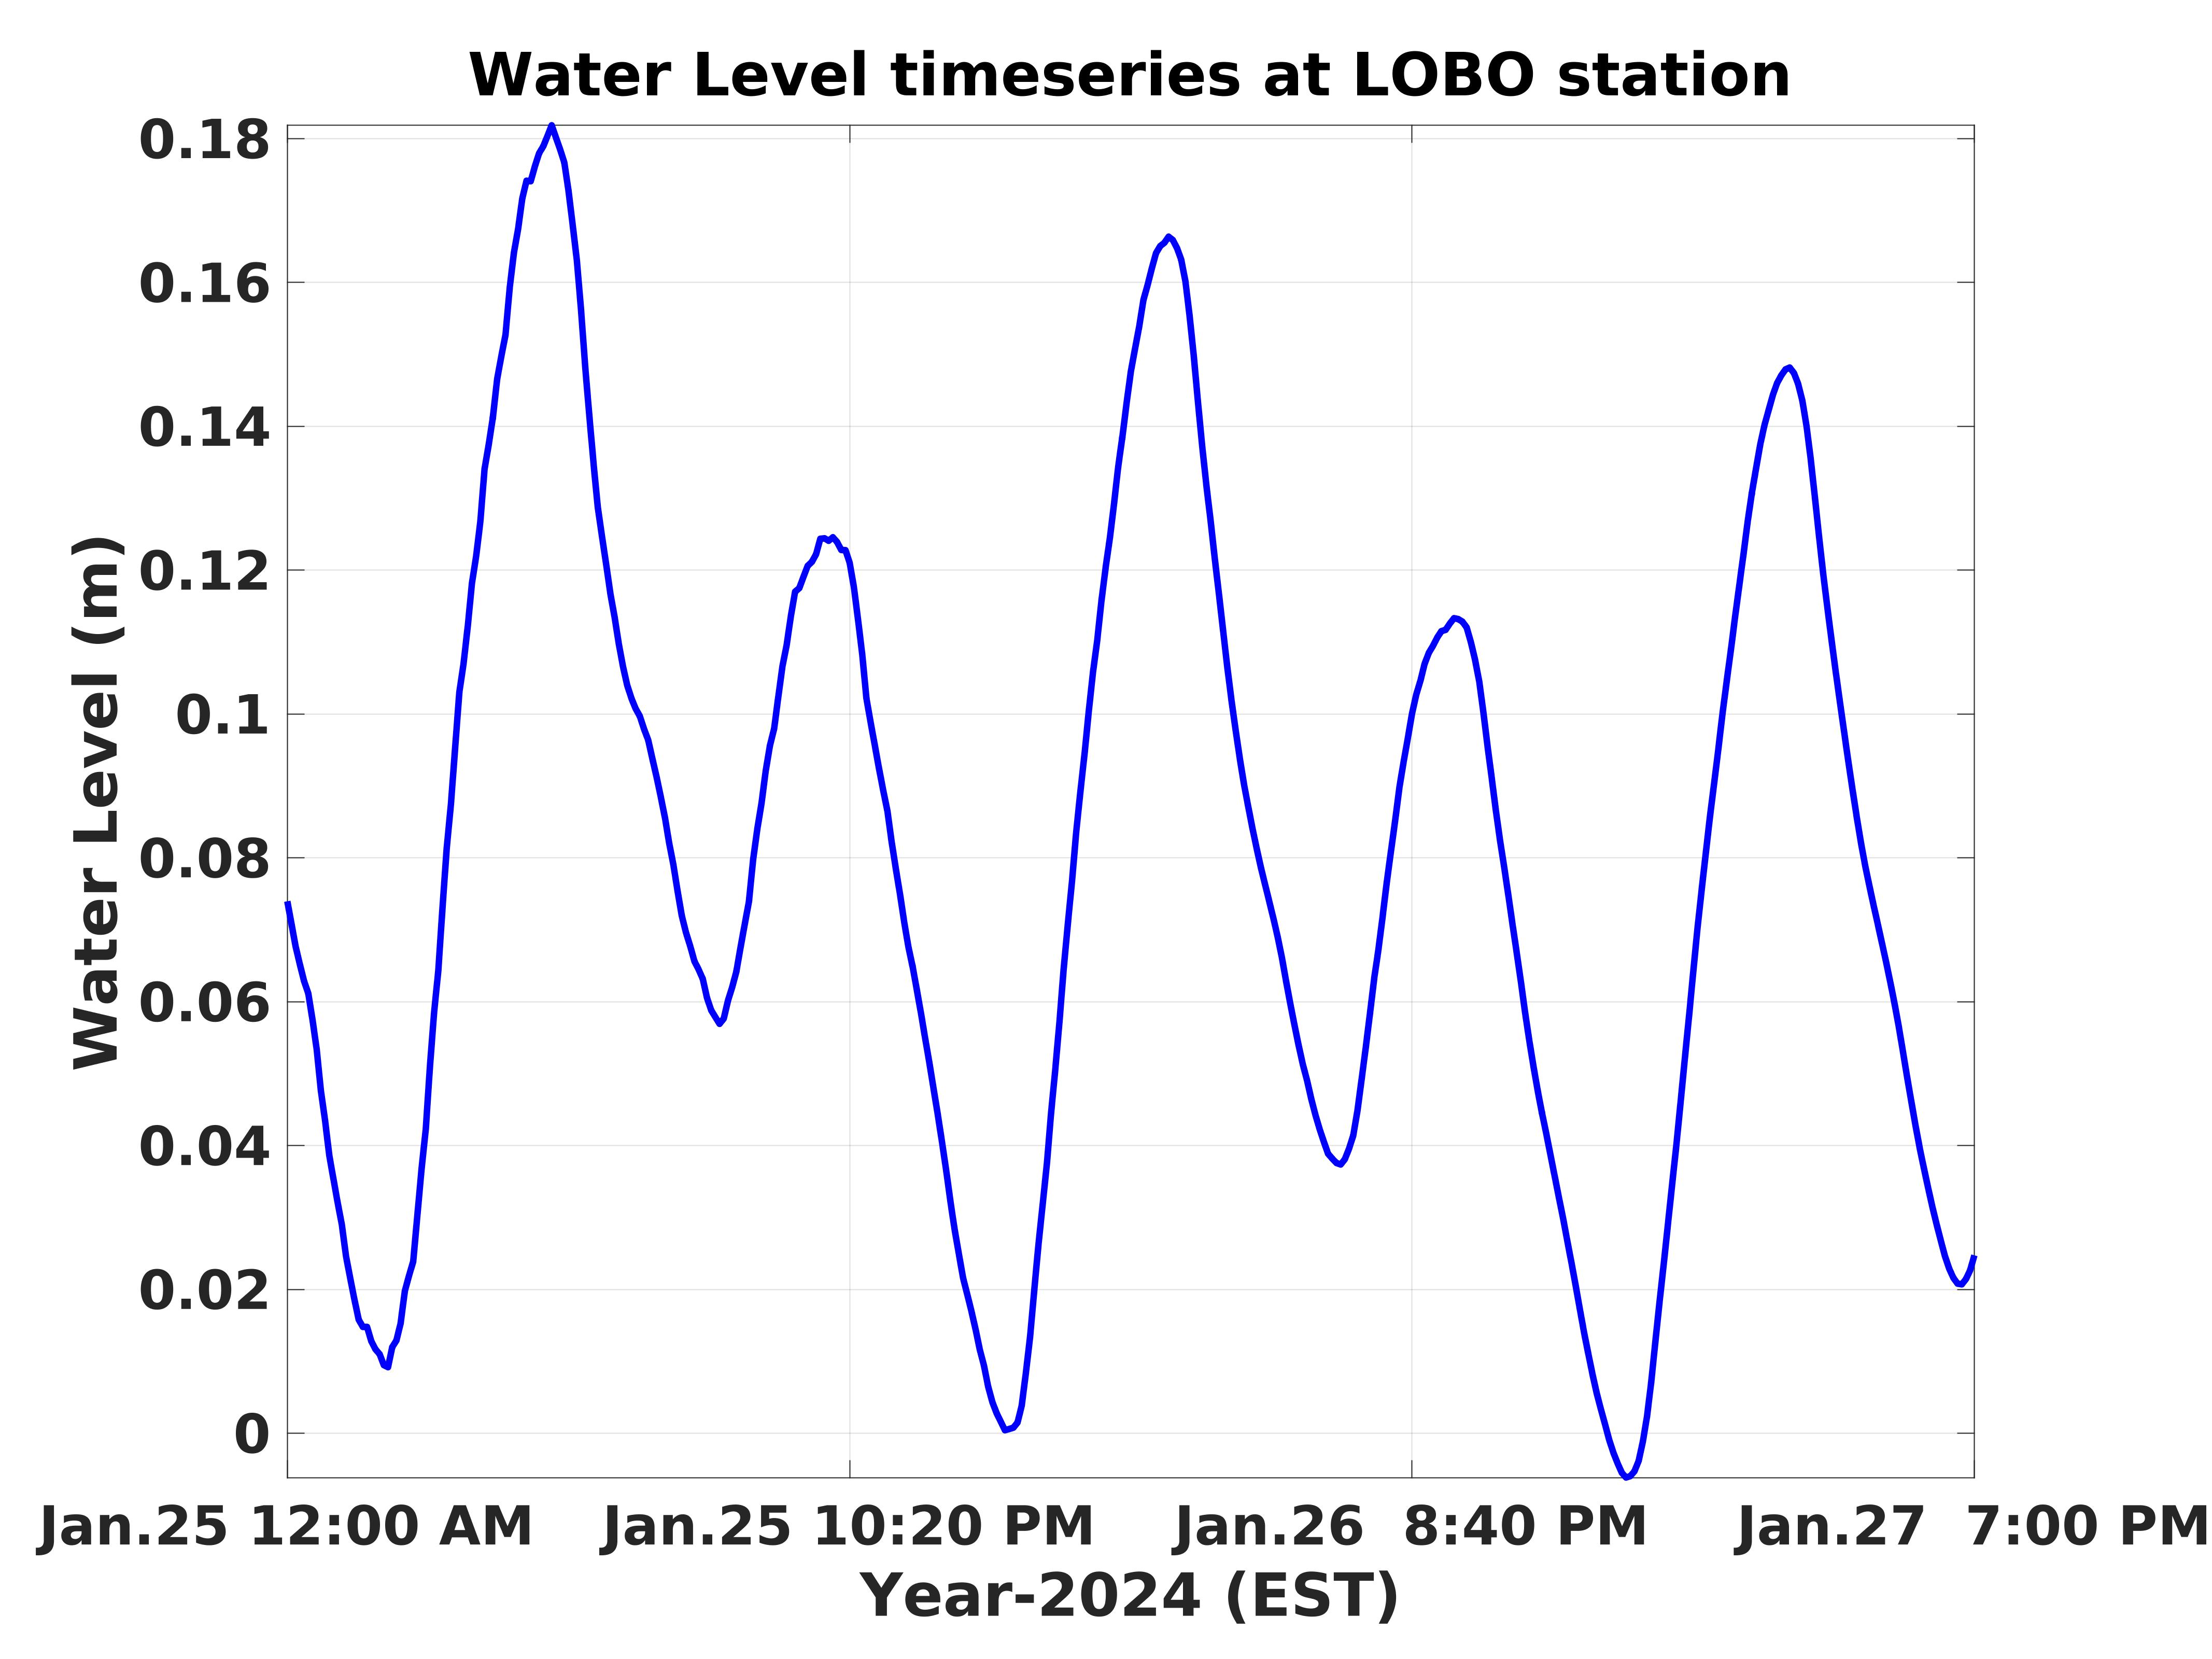 Water Level timeseries at LOBO station
0.18
0.16
0.14
0.12
0.1
0.08
0.06
0.04
0.02
0
Water Level (m)
Jan.25 12:00 AM Jan.25 10:20 PM Jan.26 8:40 PM Jan.27 7:00 PM
Year-2024 (EST)